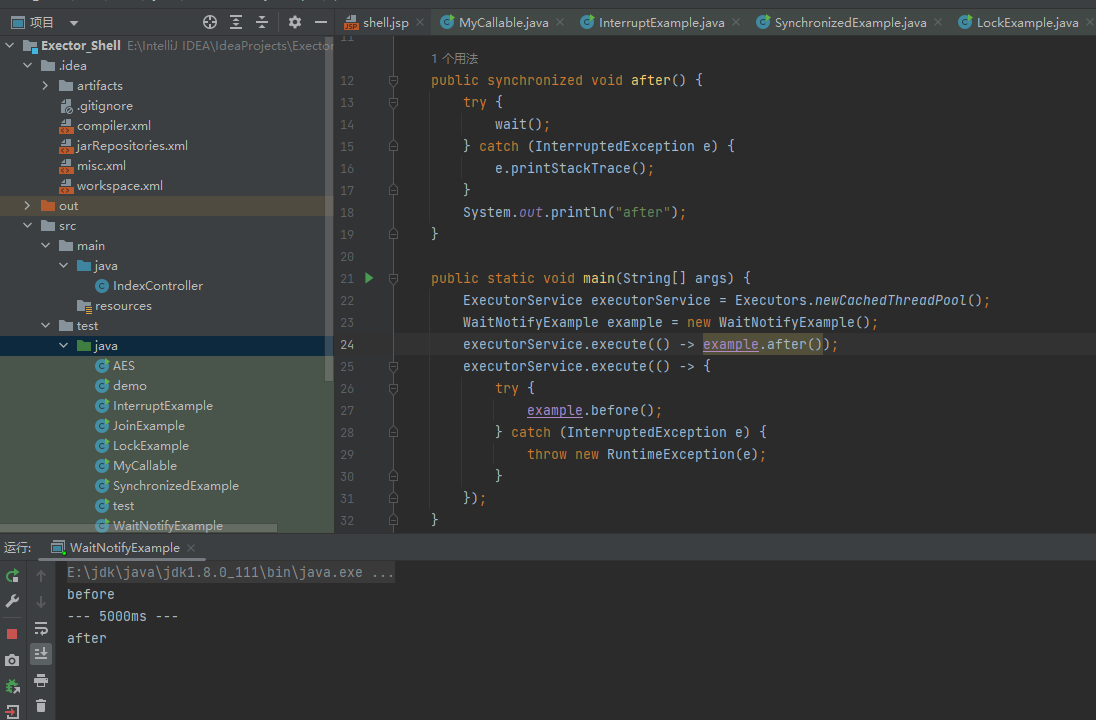 项目
shell.jsp
MyCallable.java
InterruptExample.java
SynchronizedExample.java
LockExample.java
Exector_Shell E:\IntelliJ IDEA\IdeaProjects\Exector
.idea
artifacts
.gitignore
compiler.xml
jarRepositories.xml
misc.xml
workspace.xml
out
src
main
java
IndexController
resources
test
java
AES
demo
InterruptExample
JoinExample
LockExample
MyCallable
SynchronizedExample
test
WaitNotifyExample
11
1 个用法
12 public synchronized void after() {
13 try {
14 wait();
15 } catch (InterruptedException e) {
16 e.printStackTrace();
17 }
18 System.out.println("after");
19 }
20
21 public static void main(String[] args) {
22 ExecutorService executorService = Executors.newCachedThreadPool();
23 WaitNotifyExample example = new WaitNotifyExample();
24 executorService.execute(() -> example.after());
25 executorService.execute(() -> {
26 try {
27 example.before();
28 } catch (InterruptedException e) {
29 throw new RuntimeException(e);
30 }
31 });
32 }
运行: WaitNotifyExample
E:\jdk\java\jdk1.8.0_111\bin\java.exe ...
before
--- 5000ms ---
after